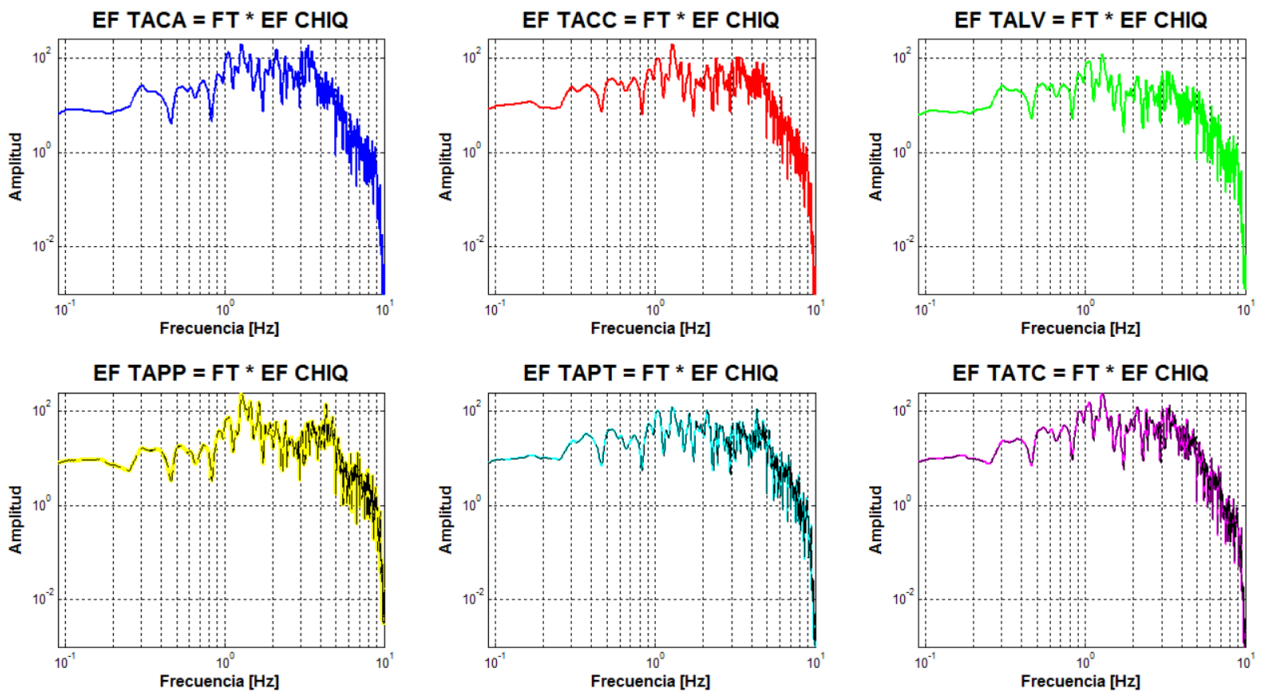 EF TACA = FT * EF CHIQ
EF TACC = FT * EF CHIQ
EF TALV = FT * EF CHIQ
10^2
10^0
10^-2
10^-1
10^0
10^1
Amplitud
Frecuencia [Hz]
10^2
10^0
10^-2
10^-1
10^0
10^1
Amplitud
Frecuencia [Hz]
10^2
10^0
10^-2
10^-1
10^0
10^1
Amplitud
Frecuencia [Hz]
EF TAPP = FT * EF CHIQ
EF TAPT = FT * EF CHIQ
EF TATC = FT * EF CHIQ
10^2
10^0
10^-2
10^-1
10^0
10^1
Amplitud
Frecuencia [Hz]
10^2
10^0
10^-2
10^-1
10^0
10^1
Amplitud
Frecuencia [Hz]
10^2
10^0
10^-2
10^-1
10^0
10^1
Amplitud
Frecuencia [Hz]